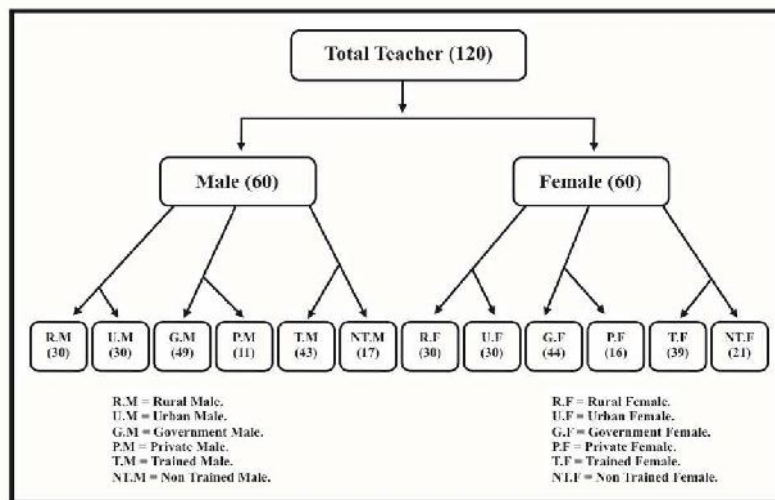 Total Teacher (120)
Male (60)
Female (60)
R.M
(30)
U.M
(30)
G.M
(49)
P.M
(11)
T.M
(43)
NT.M
(17)
R.F
(30)
U.F
(30)
G.F
(44)
P.F
(16)
T.F
(39)
NT.F
(21)
R.M = Rural Male.
U.M = Urban Male.
G.M = Government Male.
P.M = Private Male.
T.M = Trained Male.
NT.M = Non Trained Male.
R.F = Rural Female.
U.F = Urban Female.
G.F = Government Female.
P.F = Private Female.
T.F = Trained Female.
NT.F = Non Trained Female.